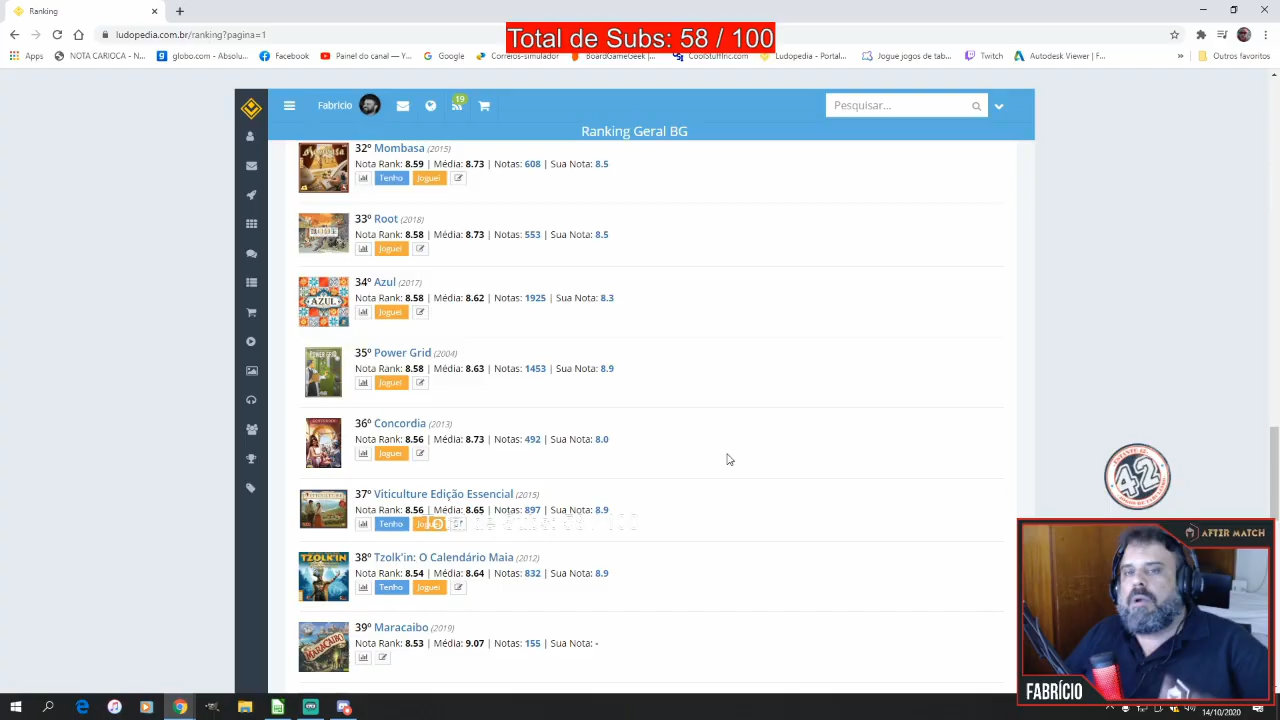 Ranking
ludopedia.com.br/ranking?pagina=1
Total de Subs: 58 / 100
Apps
NOTA CARIOCA - NO...
globo.com - Absolu...
Facebook
Painel do canal — Y...
Google
Correios-simulador
BoardGameGeek |...
CoolStuffInc.com
Ludopedia - Portal...
Jogue jogos de tab...
Twitch
Autodesk Viewer | F...
Outros favoritos
Fabricio
19
Pesquisar...
Ranking Geral BG
32º Mombasa (2015)
Nota Rank: 8.59 | Média: 8.73 | Notas: 608 | Sua Nota: 8.5
Tenho Joguei
33º Root (2018)
Nota Rank: 8.58 | Média: 8.73 | Notas: 553 | Sua Nota: 8.5
Joguei
34º Azul (2017)
Nota Rank: 8.58 | Média: 8.62 | Notas: 1925 | Sua Nota: 8.3
AZUL
Joguei
35º Power Grid (2004)
Nota Rank: 8.58 | Média: 8.63 | Notas: 1453 | Sua Nota: 8.9
Joguei
36º Concordia (2013)
Nota Rank: 8.56 | Média: 8.73 | Notas: 492 | Sua Nota: 8.0
Joguei
37º Viticulture Edição Essencial (2015)
Nota Rank: 8.56 | Média: 8.65 | Notas: 897 | Sua Nota: 8.9
Tenho
38º Tzolk'in: O Calendário Maia (2012)
Nota Rank: 8.54 | Média: 8.64 | Notas: 832 | Sua Nota: 8.9
TZOLK'IN
Tenho Joguei
39º Maracaibo (2019)
Nota Rank: 8.53 | Média: 9.07 | Notas: 155 | Sua Nota: -
MARACAIBO
42
AFTER MATCH
FABRÍCIO
14/10/2020